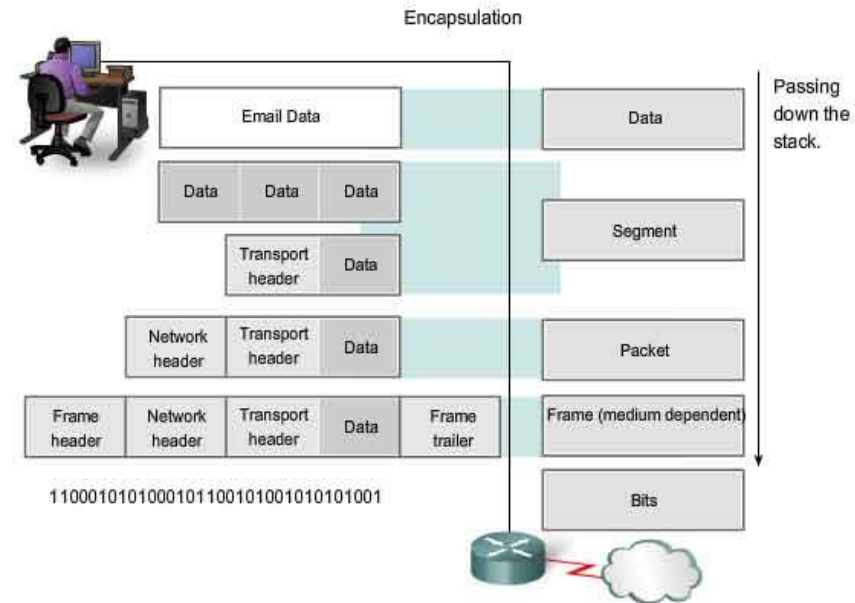 Encapsulation
Passing
down the
stack.
Email Data
Data
Data
Data
Data
Segment
Transport
header
Data
Network
header
Transport
header
Data
Packet
Frame
header
Network
header
Transport
header
Data
Frame
trailer
Frame (medium dependent)
1100010101000101100101001010101001
Bits